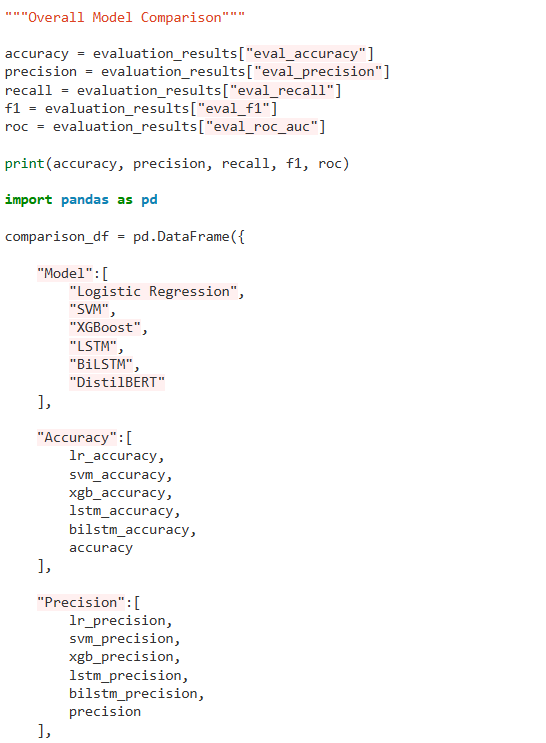 """Overall Model Comparison"""
accuracy = evaluation_results["eval_accuracy"]
precision = evaluation_results["eval_precision"]
recall = evaluation_results["eval_recall"]
f1 = evaluation_results["eval_f1"]
roc = evaluation_results["eval_roc_auc"]
print(accuracy, precision, recall, f1, roc)
import pandas as pd
comparison_df = pd.DataFrame({
    "Model":[
        "Logistic Regression",
        "SVM",
        "XGBoost",
        "LSTM",
        "BiLSTM",
        "DistilBERT"
    ],
    "Accuracy":[
        lr_accuracy,
        svm_accuracy,
        xgb_accuracy,
        lstm_accuracy,
        bilstm_accuracy,
        accuracy
    ],
    "Precision":[
        lr_precision,
        svm_precision,
        xgb_precision,
        lstm_precision,
        bilstm_precision,
        precision
    ],